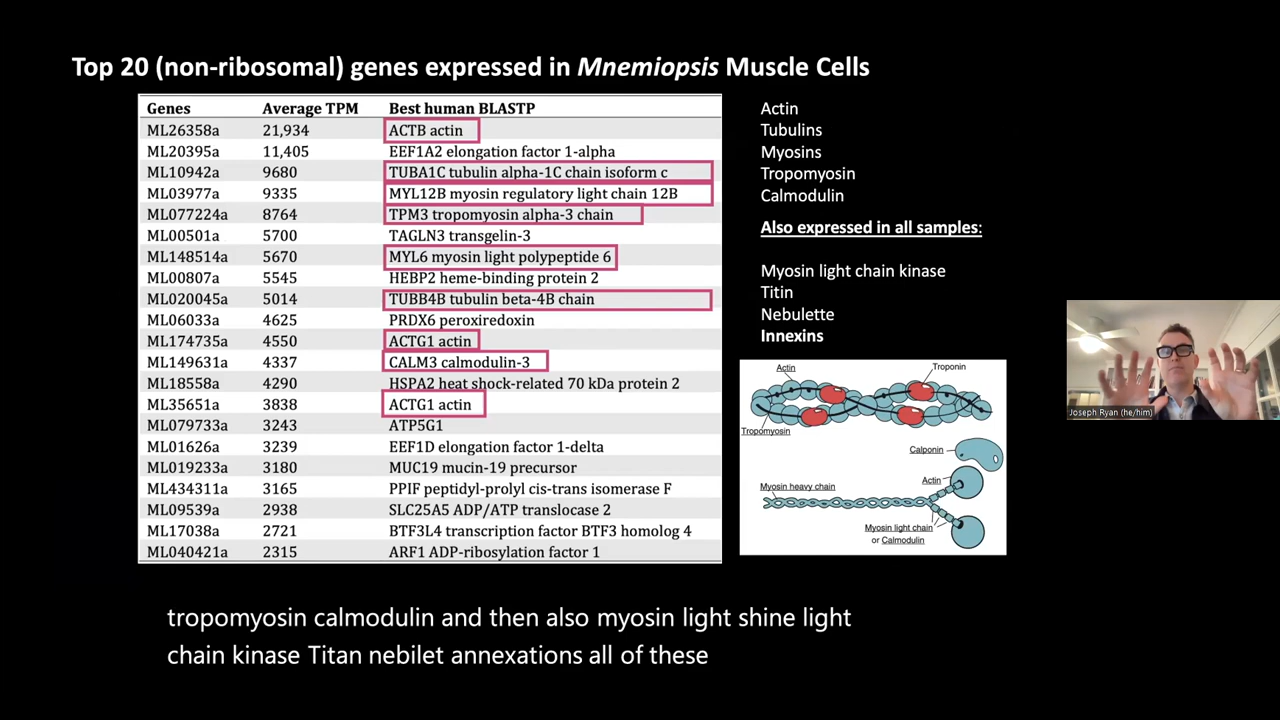 Top 20 (non-ribosomal) genes expressed in Mnemiopsis Muscle Cells
Genes Average TPM Best human BLASTP
ML26358a 21,934 ACTB actin
ML20395a 11,405 EEF1A2 elongation factor 1-alpha
ML10942a 9680 TUBA1C tubulin alpha-1C chain isoform c
ML03977a 9335 MYL12B myosin regulatory light chain 12B
ML077224a 8764 TPM3 tropomyosin alpha-3 chain
ML00501a 5700 TAGLN3 transgelin-3
ML148514a 5670 MYL6 myosin light polypeptide 6
ML00807a 5545 HEBP2 heme-binding protein 2
ML020045a 5014 TUBB4B tubulin beta-4B chain
ML06033a 4625 PRDX6 peroxiredoxin
ML174735a 4550 ACTG1 actin
ML149631a 4337 CALM3 calmodulin-3
ML18558a 4290 HSPA2 heat shock-related 70 kDa protein 2
ML35651a 3838 ACTG1 actin
ML079733a 3243 ATP5G1
ML01626a 3239 EEF1D elongation factor 1-delta
ML019233a 3180 MUC19 mucin-19 precursor
ML434311a 3165 PPIF peptidyl-prolyl cis-trans isomerase F
ML09539a 2938 SLC25A5 ADP/ATP translocase 2
ML17038a 2721 BTF3L4 transcription factor BTF3 homolog 4
ML040421a 2315 ARF1 ADP-ribosylation factor 1
Actin
Tubulins
Myosins
Tropomyosin
Calmodulin
Also expressed in all samples:
Myosin light chain kinase
Titin
Nebulette
Innexins
Actin
Troponin
Tropomyosin
Calponin
Actin
Myosin heavy chain
Myosin light chain
or Calmodulin
Joseph Ryan (he/him)
tropomyosin calmodulin and then also myosin light shine light
chain kinase Titan nebilet annexations all of these